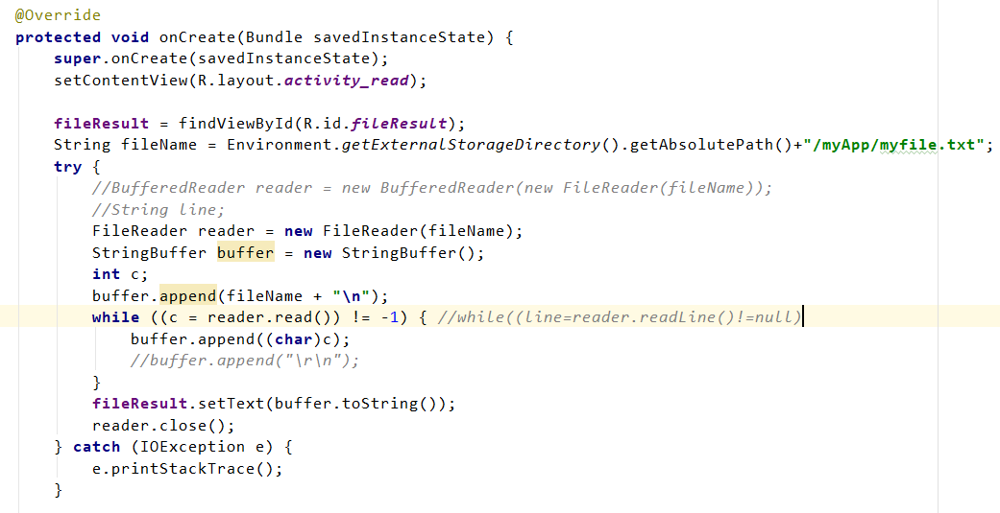 @Override
protected void onCreate(Bundle savedInstanceState) {
    super.onCreate(savedInstanceState);
    setContentView(R.layout.activity_read);

    fileResult = findViewById(R.id.fileResult);
    String fileName = Environment.getExternalStorageDirectory().getAbsolutePath()+"/myApp/myfile.txt";
    try {
        //BufferedReader reader = new BufferedReader(new FileReader(fileName));
        //String line;
        FileReader reader = new FileReader(fileName);
        StringBuffer buffer = new StringBuffer();
        int c;
        buffer.append(fileName + "\n");
        while ((c = reader.read()) != -1) { //while((line=reader.readLine()!=null)
            buffer.append((char)c);
            //buffer.append("\r\n");
        }
        fileResult.setText(buffer.toString());
        reader.close();
    } catch (IOException e) {
        e.printStackTrace();
    }